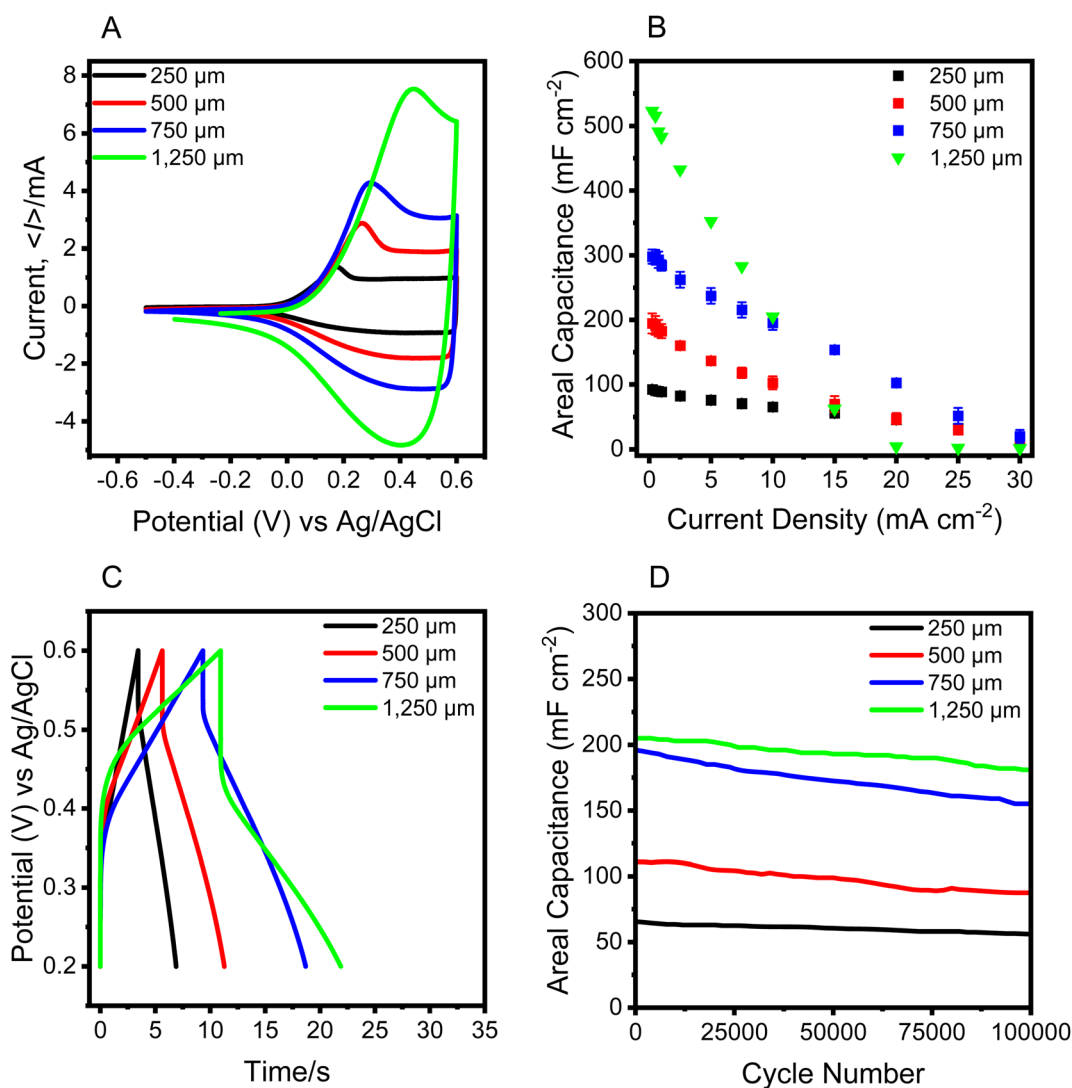 A
8
6
4
2
0
-2
-4
Current, <I>/mA
250 µm
500 µm
750 µm
1,250 µm
-0.6 -0.4 -0.2 0.0 0.2 0.4 0.6
Potential (V) vs Ag/AgCl
B
600
500
400
300
200
100
0
Areal Capacitance (mF cm⁻²)
250 µm
500 µm
750 µm
1,250 µm
0 5 10 15 20 25 30
Current Density (mA cm⁻²)
C
0.6
0.5
0.4
0.3
0.2
Potential (V) vs Ag/AgCl
250 µm
500 µm
750 µm
1,250 µm
0 5 10 15 20 25 30 35
Time/s
D
300
250
200
150
100
50
0
Areal Capacitance (mF cm⁻²)
250 µm
500 µm
750 µm
1,250 µm
0 25000 50000 75000 100000
Cycle Number